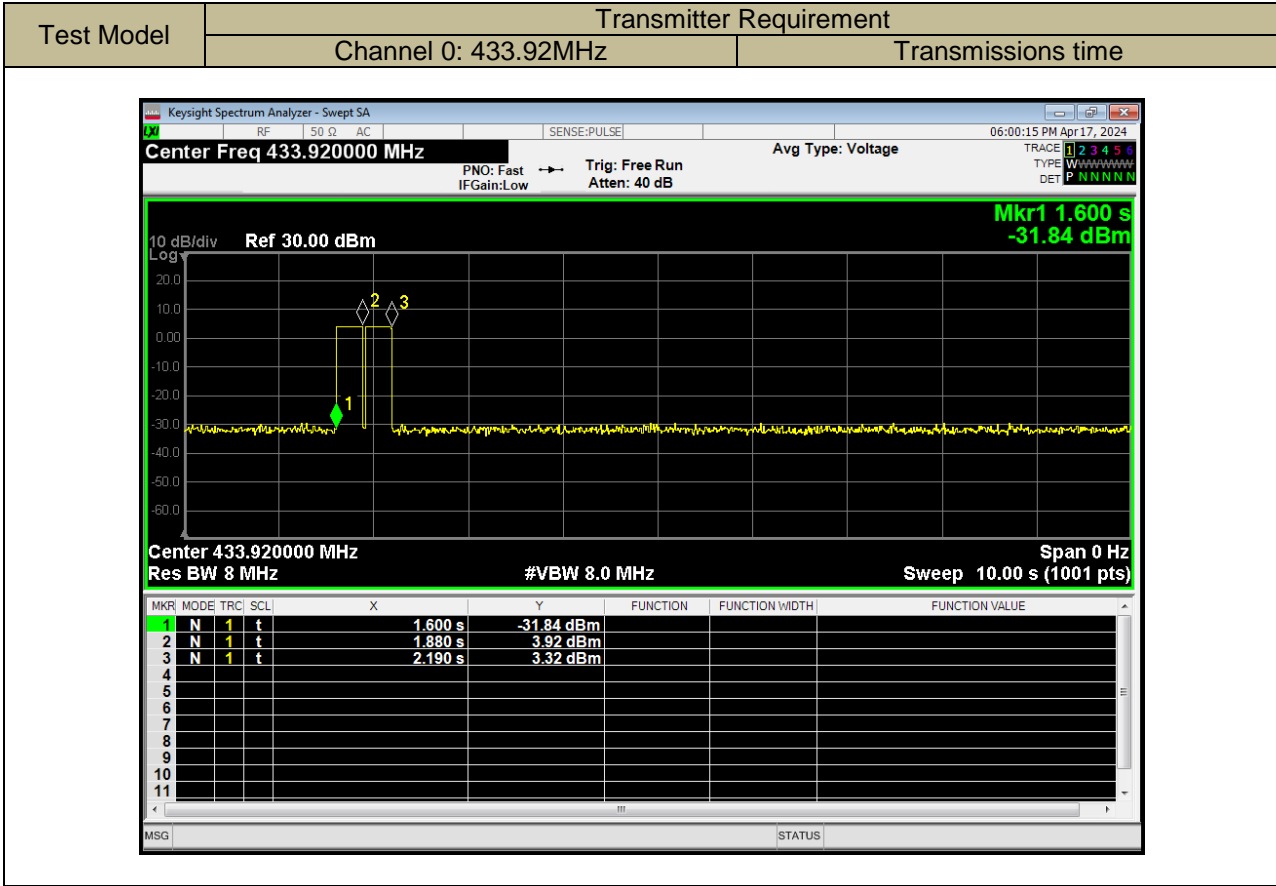 Test Model
Transmitter Requirement
Channel 0: 433.92MHz
Transmissions time
Keysight Spectrum Analyzer - Swept SA
LXI RF 50 Ω AC SENSE:PULSE 06:00:15 PM Apr 17, 2024
Center Freq 433.920000 MHz
PNO: Fast
IFGain:Low
Trig: Free Run
Atten: 40 dB
Avg Type: Voltage
TRACE 1 2 3 4 5 6
TYPE WWWWWW
DET P N N N N N
Mkr1 1.600 s
-31.84 dBm
10 dB/div Ref 30.00 dBm
Log
20.0
10.0
0.00
-10.0
-20.0
-30.0
-40.0
-50.0
-60.0
2
3
1
Center 433.920000 MHz Span 0 Hz
Res BW 8 MHz #VBW 8.0 MHz Sweep 10.00 s (1001 pts)
MKR MODE TRC SCL X Y FUNCTION FUNCTION WIDTH FUNCTION VALUE
1 N 1 t 1.600 s -31.84 dBm
2 N 1 t 1.880 s 3.92 dBm
3 N 1 t 2.190 s 3.32 dBm
4
5
6
7
8
9
10
11
MSG STATUS